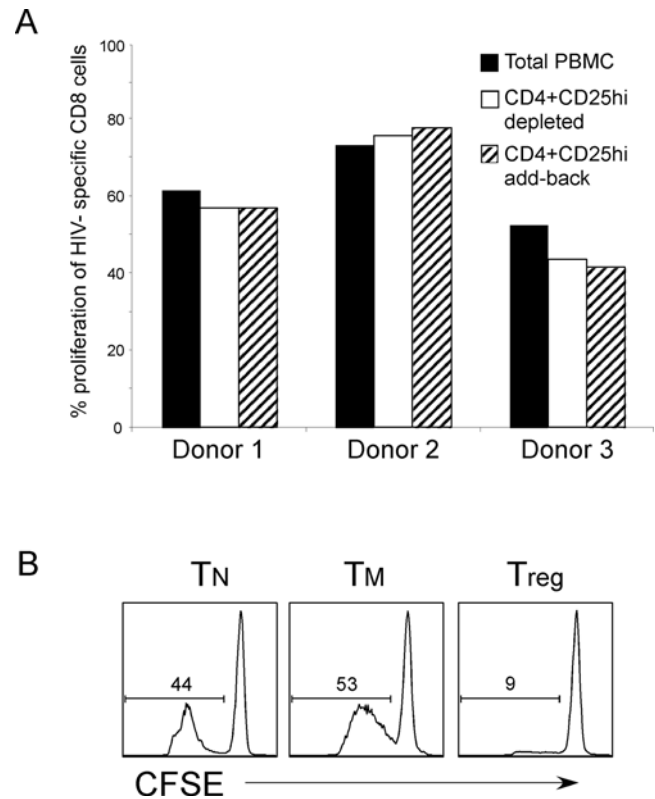 A
% proliferation of HIV- specific CD8 cells
100
80
60
40
80
0
Total PBMC
CD4+CD25hi
depleted
CD4+CD25hi
add-back
Donor 1 Donor 2 Donor 3
B
TN TM Treg
44 53 9
CFSE